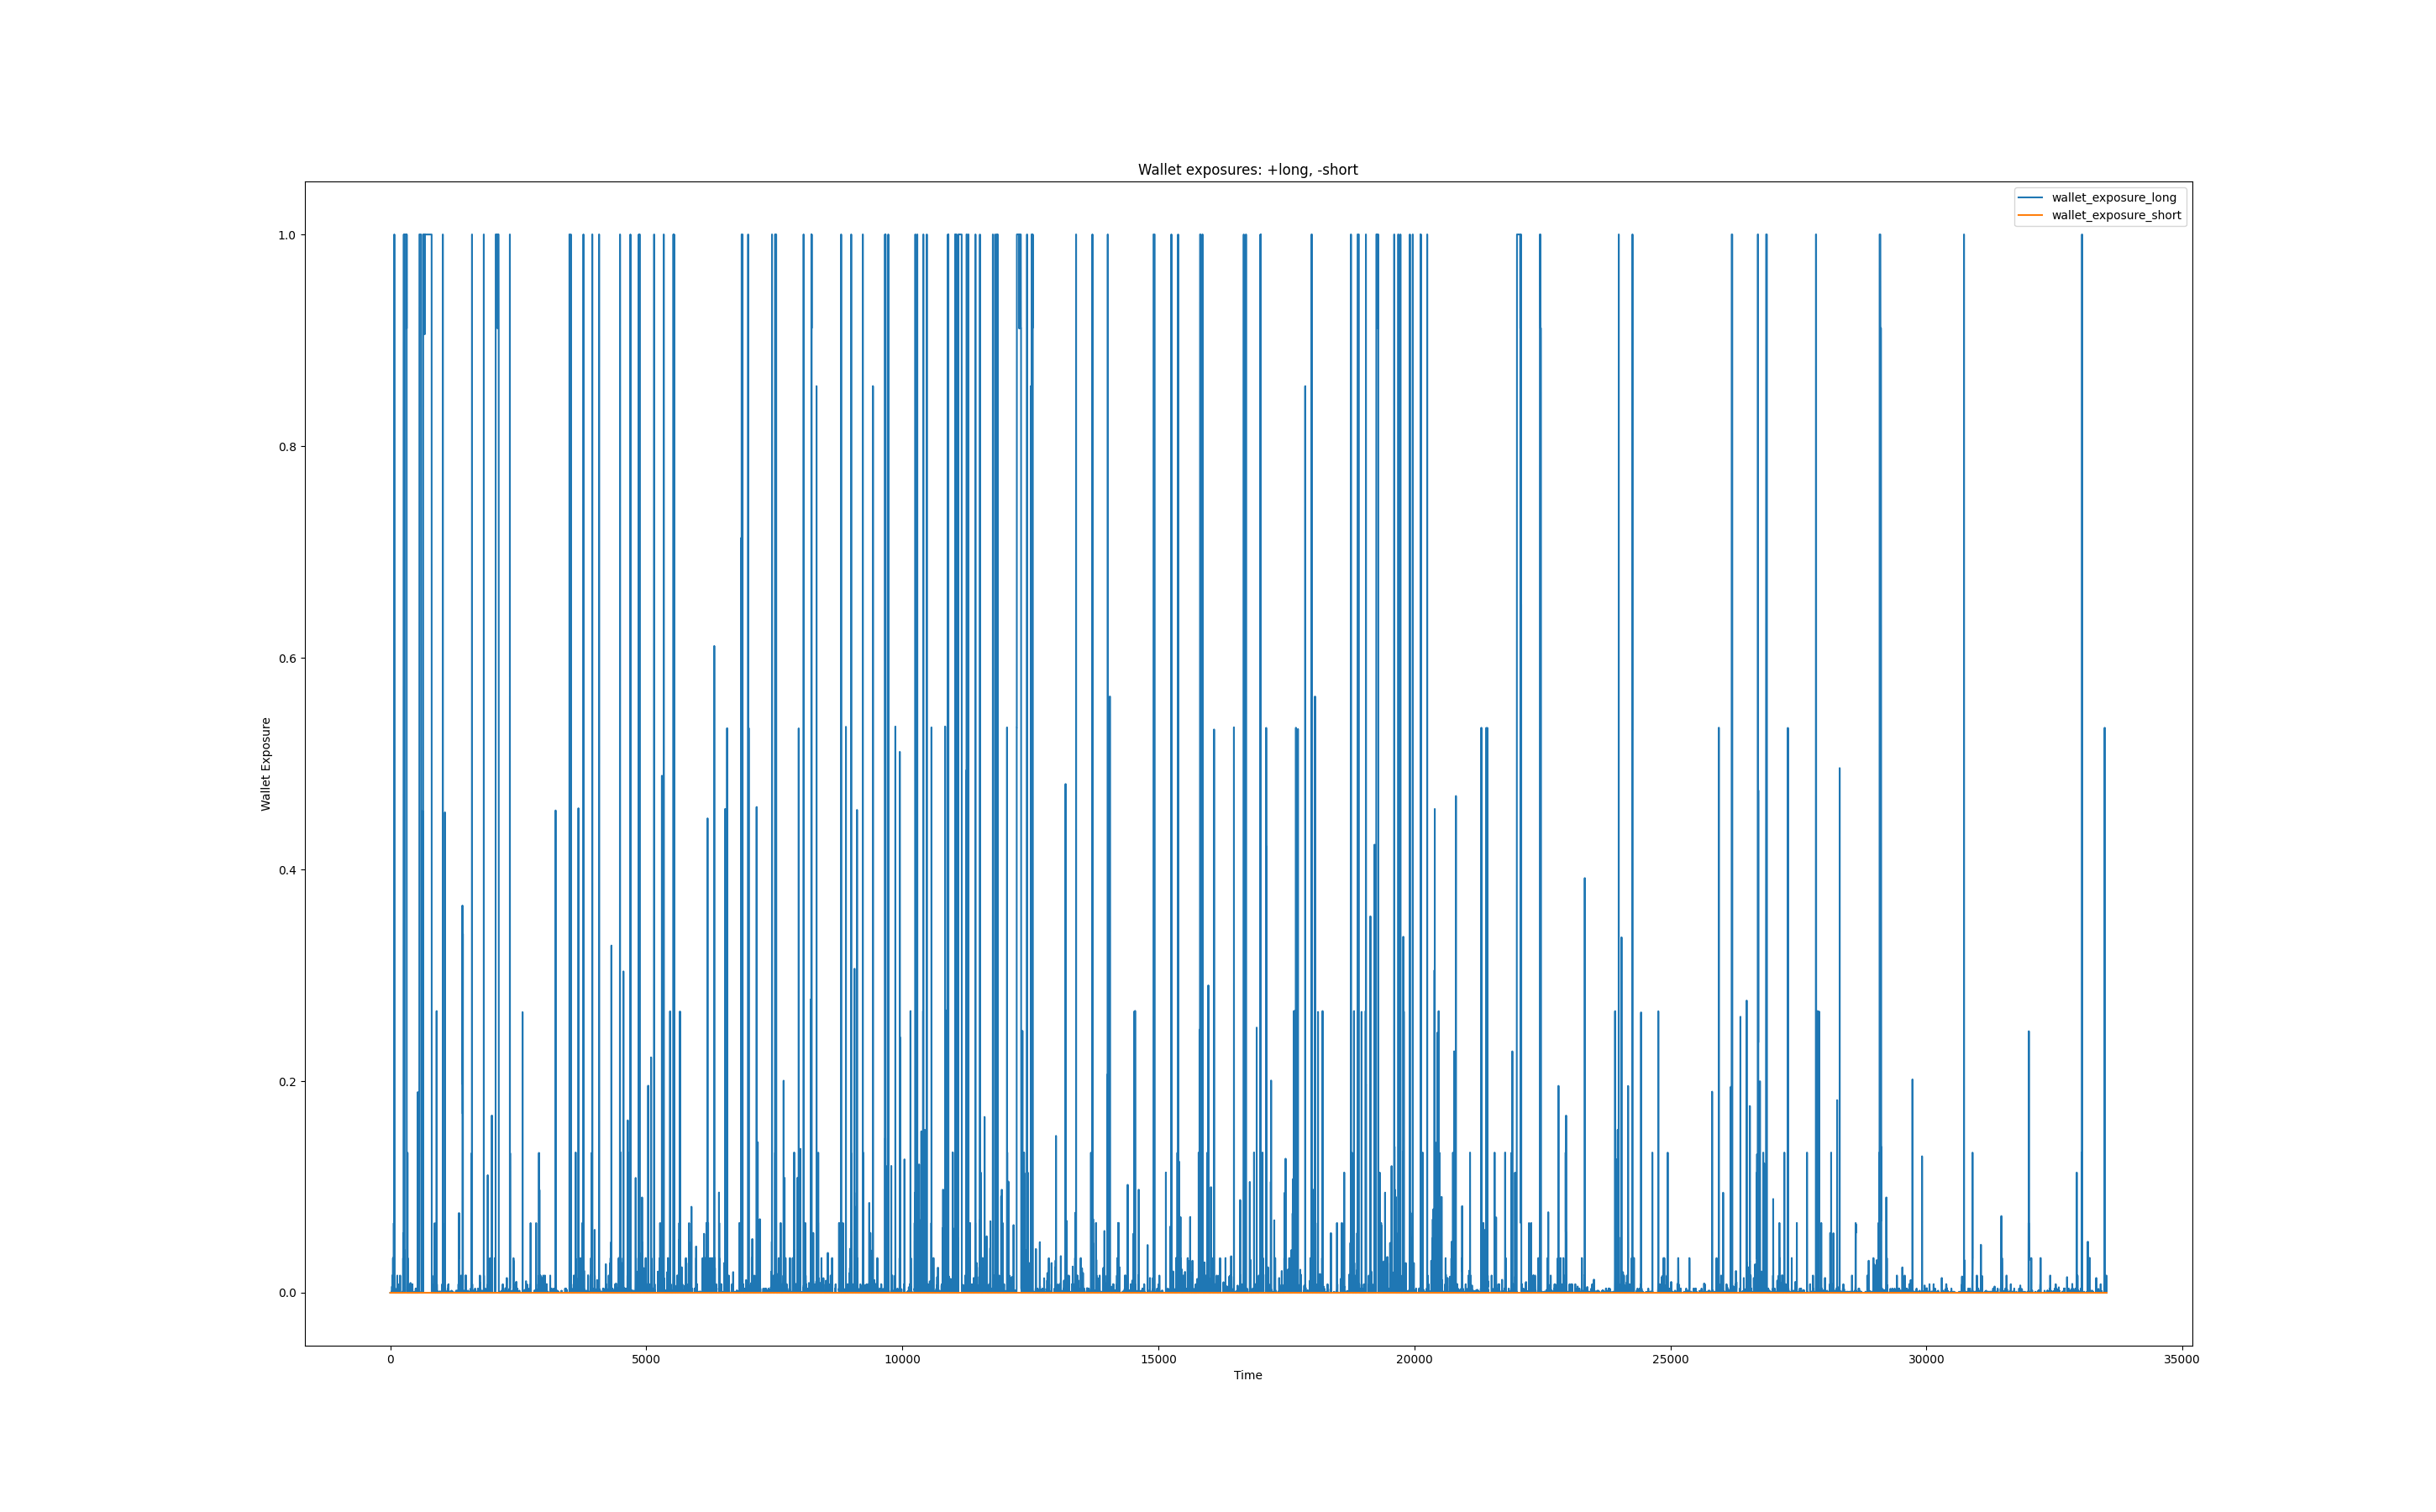 Wallet exposures: +long, -short
wallet_exposure_long
wallet_exposure_short
1.0
0.8
0.6
0.4
0.2
0.0
Wallet Exposure
0 5000 10000 15000 20000 25000 30000 35000
Time